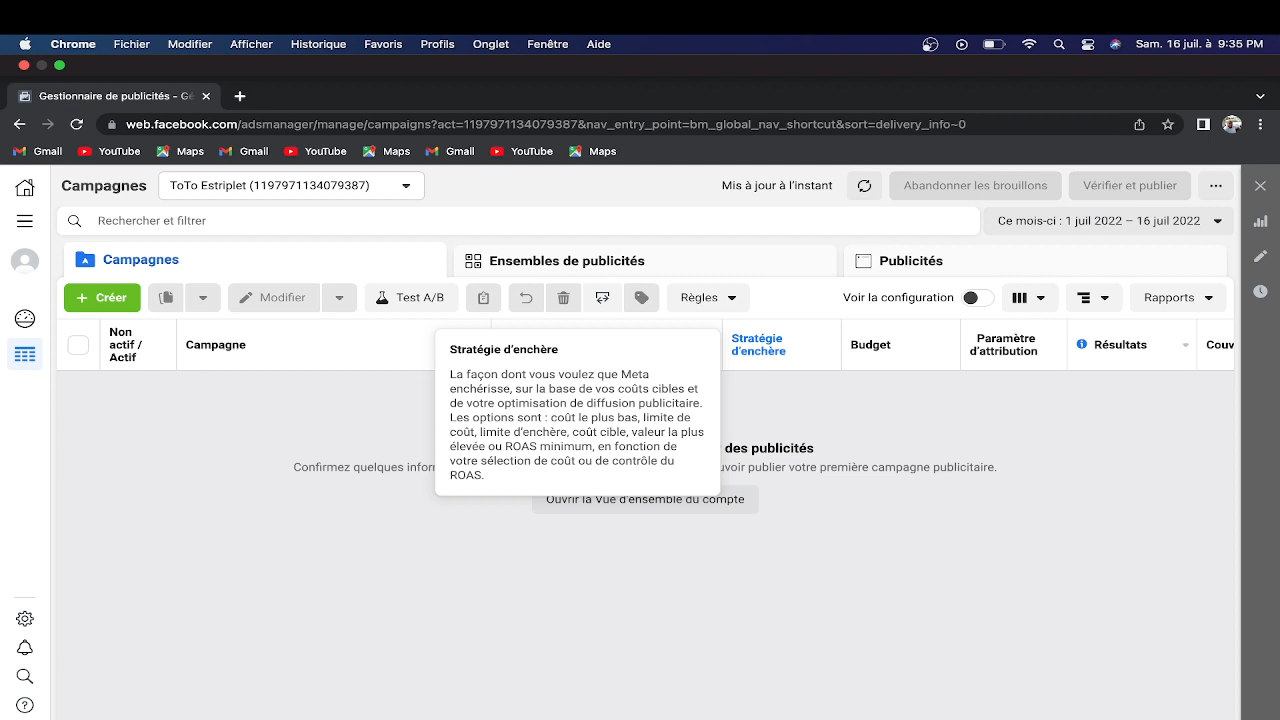 Chrome Fichier Modifier Afficher Historique Favoris Profils Onglet Fenêtre Aide Sam. 16 juil. à 9:35 PM
Gestionnaire de publicités - Gé
web.facebook.com/adsmanager/manage/campaigns?act=1197971134079387&nav_entry_point=bm_global_nav_shortcut&sort=delivery_info~0
Gmail YouTube Maps Gmail YouTube Maps Gmail YouTube Maps
Campagnes ToTo Estriplet (1197971134079387) Mis à jour à l'instant Abandonner les brouillons Vérifier et publier
Rechercher et filtrer Ce mois-ci : 1 juil 2022 – 16 juil 2022
Campagnes Ensembles de publicités Publicités
+ Créer Modifier Test A/B Règles Voir la configuration Rapports
Non
actif /
Actif
Campagne
Stratégie
d'enchère
Budget
Paramètre
d'attribution
Résultats
Couv
Stratégie d'enchère
La façon dont vous voulez que Meta
enchérisse, sur la base de vos coûts cibles et
de votre optimisation de diffusion publicitaire.
Les options sont : coût le plus bas, limite de
coût, limite d'enchère, coût cible, valeur la plus
élevée ou ROAS minimum, en fonction de
votre sélection de coût ou de contrôle du
ROAS.
des publicités
Confirmez quelques infor voir publier votre première campagne publicitaire.
Ouvrir la Vue d'ensemble du compte